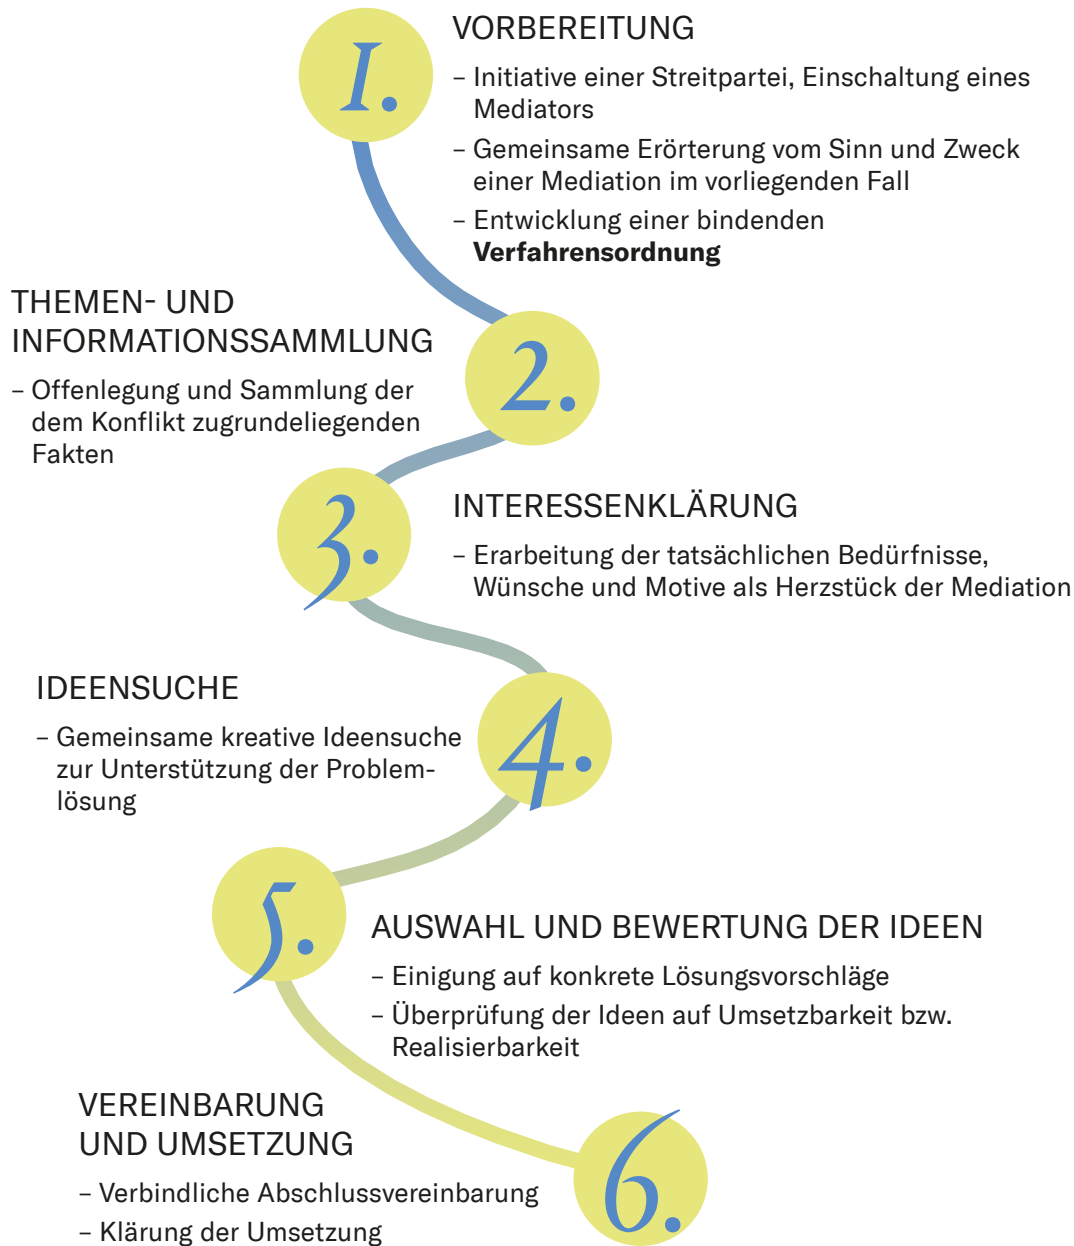 1.
VORBEREITUNG
– Initiative einer Streitpartei, Einschaltung eines
Mediators
– Gemeinsame Erörterung vom Sinn und Zweck
einer Mediation im vorliegenden Fall
– Entwicklung einer bindenden
Verfahrensordnung
2.
THEMEN- UND
INFORMATIONSSAMMLUNG
– Offenlegung und Sammlung der
dem Konflikt zugrundeliegenden
Fakten
3.
INTERESSENKLÄRUNG
– Erarbeitung der tatsächlichen Bedürfnisse,
Wünsche und Motive als Herzstück der Mediation
4.
IDEENSUCHE
– Gemeinsame kreative Ideensuche
zur Unterstützung der Problem-
lösung
5.
AUSWAHL UND BEWERTUNG DER IDEEN
– Einigung auf konkrete Lösungsvorschläge
– Überprüfung der Ideen auf Umsetzbarkeit bzw.
Realisierbarkeit
6.
VEREINBARUNG
UND UMSETZUNG
– Verbindliche Abschlussvereinbarung
– Klärung der Umsetzung